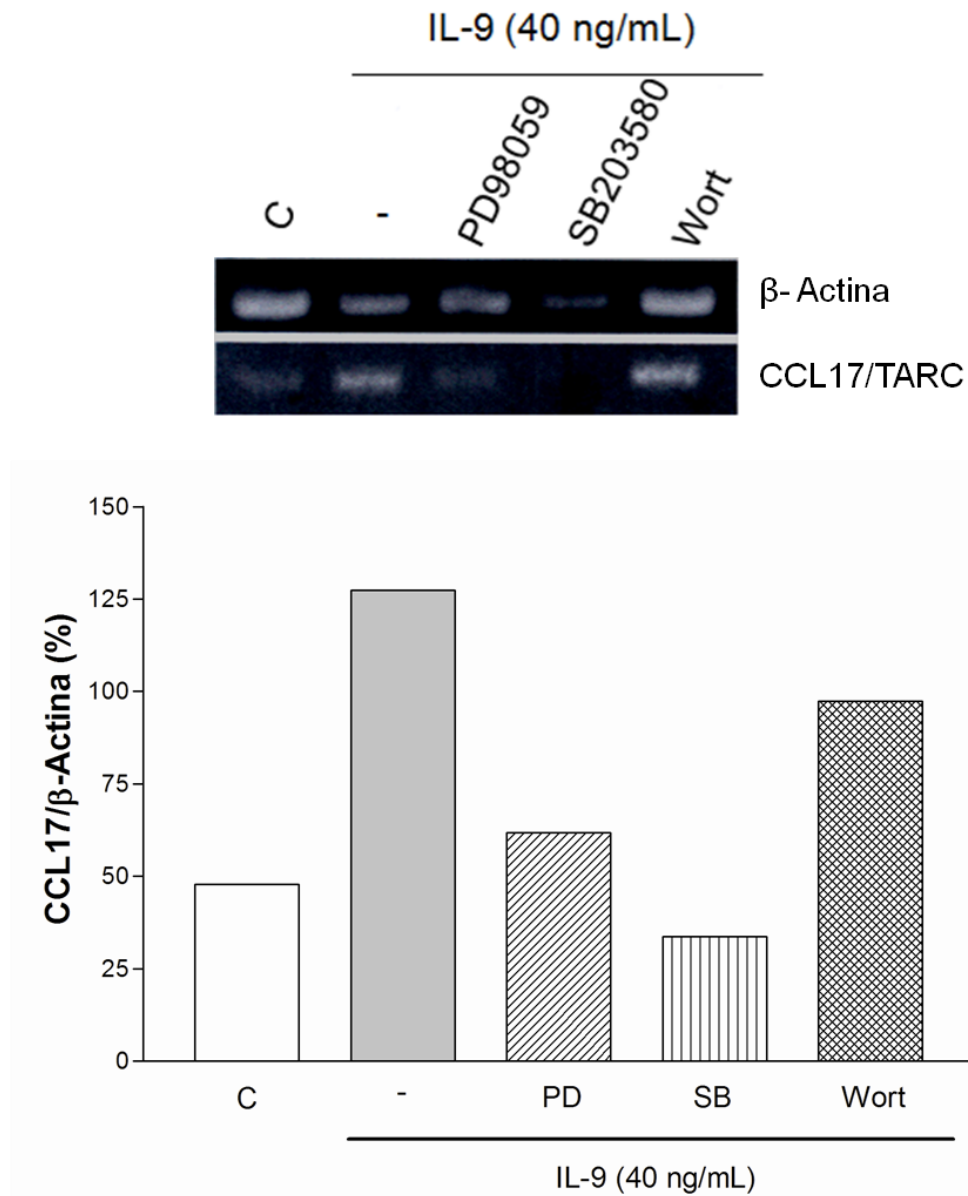 IL-9 (40 ng/mL)
C
-
PD98059
SB203580
Wort
β- Actina
CCL17/TARC
CCL17/β-Actina (%)
150
125
100
75
50
25
0
C
-
PD
SB
Wort
IL-9 (40 ng/mL)